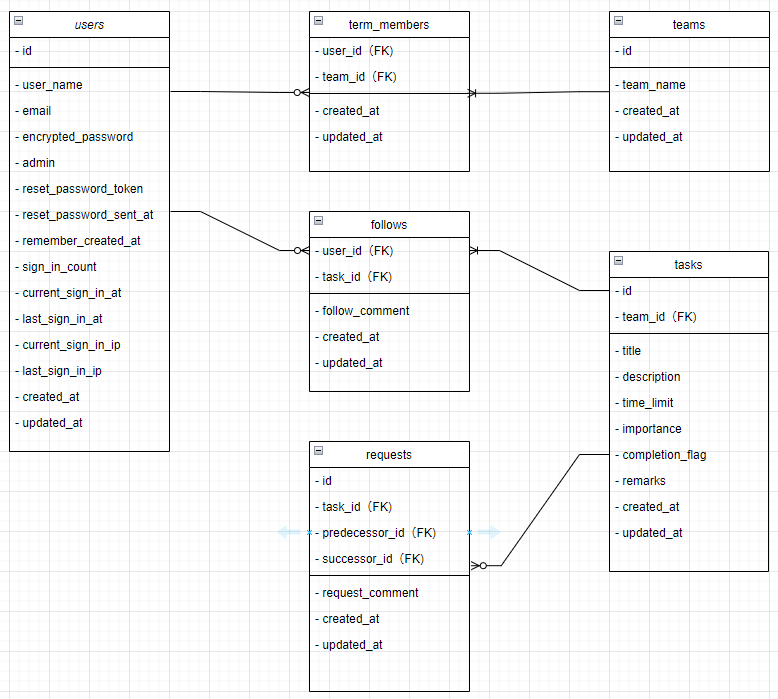 users
- id
- user_name
- email
- encrypted_password
- admin
- reset_password_token
- reset_password_sent_at
- remember_created_at
- sign_in_count
- current_sign_in_at
- last_sign_in_at
- current_sign_in_ip
- last_sign_in_ip
- created_at
- updated_at
term_members
- user_id（FK）
- team_id（FK）
- created_at
- updated_at
teams
- id
- team_name
- created_at
- updated_at
follows
- user_id（FK）
- task_id（FK）
- follow_comment
- created_at
- updated_at
tasks
- id
- team_id（FK）
- title
- description
- time_limit
- importance
- completion_flag
- remarks
- created_at
- updated_at
requests
- id
- task_id（FK）
- predecessor_id（FK）
- successor_id（FK）
- request_comment
- created_at
- updated_at